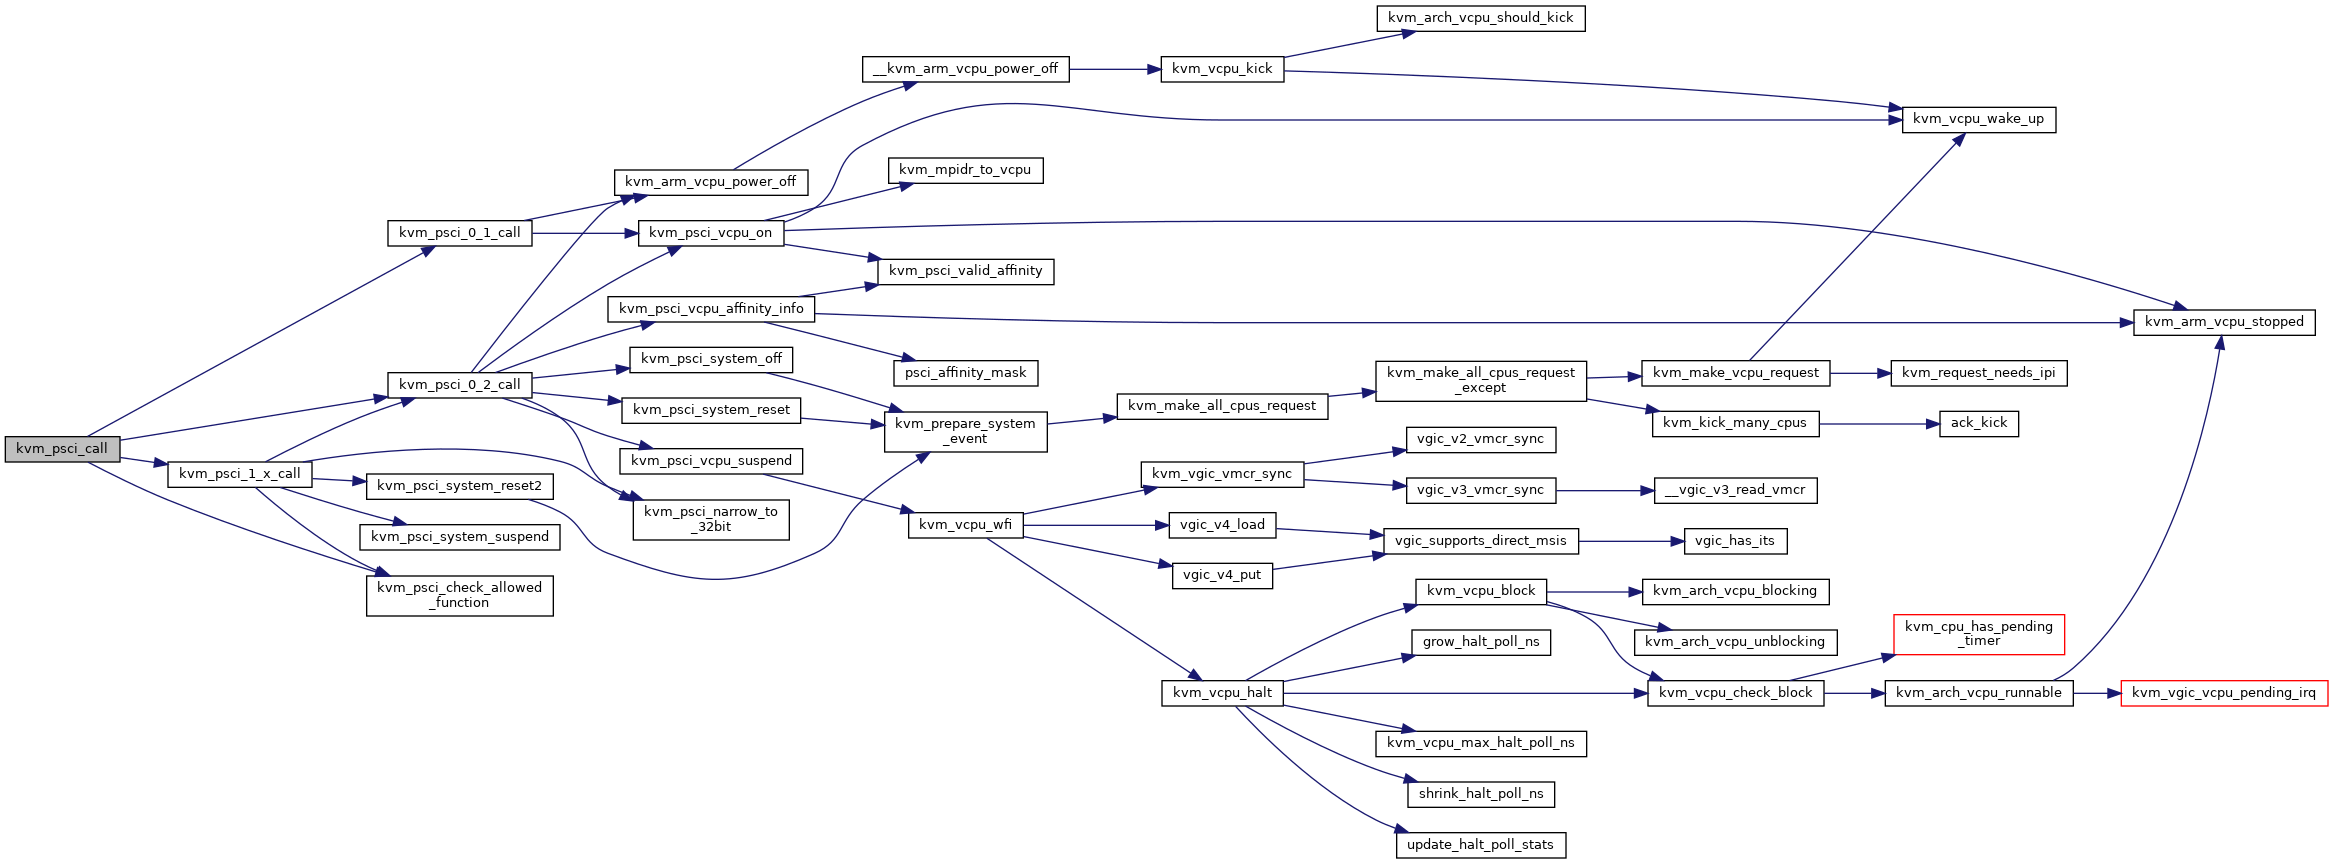 kvm_arch_vcpu_should_kick
__kvm_arm_vcpu_power_off
kvm_vcpu_kick
kvm_vcpu_wake_up
kvm_mpidr_to_vcpu
kvm_arm_vcpu_power_off
kvm_psci_0_1_call
kvm_psci_vcpu_on
kvm_psci_valid_affinity
kvm_psci_vcpu_affinity_info
kvm_arm_vcpu_stopped
kvm_psci_system_off
psci_affinity_mask
kvm_make_all_cpus_request
_except
kvm_make_vcpu_request
kvm_request_needs_ipi
kvm_psci_0_2_call
kvm_psci_system_reset
kvm_make_all_cpus_request
kvm_prepare_system
_event
kvm_kick_many_cpus
ack_kick
kvm_psci_call
vgic_v2_vmcr_sync
kvm_psci_vcpu_suspend
kvm_psci_1_x_call
kvm_vgic_vmcr_sync
kvm_psci_system_reset2
vgic_v3_vmcr_sync
__vgic_v3_read_vmcr
kvm_psci_narrow_to
_32bit
kvm_vcpu_wfi
vgic_v4_load
kvm_psci_system_suspend
vgic_supports_direct_msis
vgic_has_its
vgic_v4_put
kvm_psci_check_allowed
_function
kvm_vcpu_block
kvm_arch_vcpu_blocking
kvm_cpu_has_pending
_timer
grow_halt_poll_ns
kvm_arch_vcpu_unblocking
kvm_vcpu_halt
kvm_vcpu_check_block
kvm_arch_vcpu_runnable
kvm_vgic_vcpu_pending_irq
kvm_vcpu_max_halt_poll_ns
shrink_halt_poll_ns
update_halt_poll_stats